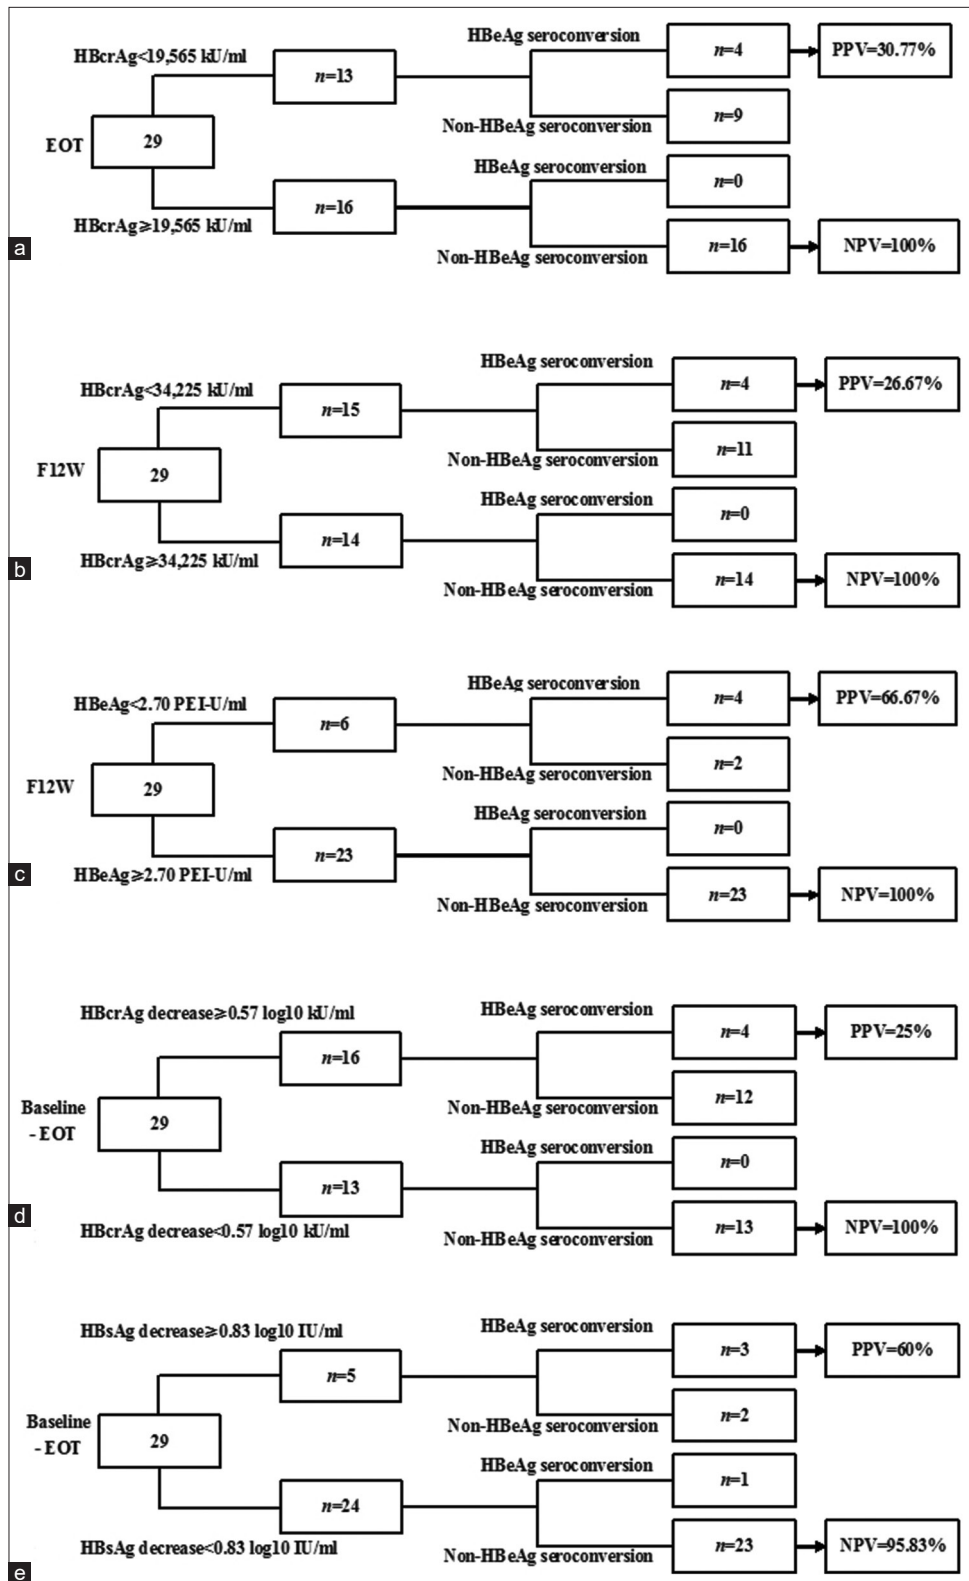 HBcrAg<19,565 kU/ml
HBeAg seroconversion
n=4
PPV=30.77%
n=13
n=9
Non-HBeAg seroconversion
EOT
29
HBeAg seroconversion
n=0
n=16
HBcrAg≥19,565 kU/ml
Non-HBeAg seroconversion
n=16
NPV=100%
a
HBcrAg<34,225 kU/ml
HBeAg seroconversion
n=4
PPV=26.67%
n=15
n=11
Non-HBeAg seroconversion
F12W
29
HBeAg seroconversion
n=0
n=14
HBcrAg≥34,225 kU/ml
Non-HBeAg seroconversion
n=14
NPV=100%
b
HBeAg<2.70 PEI-U/ml
HBeAg seroconversion
n=4
PPV=66.67%
n=6
n=2
Non-HBeAg seroconversion
F12W
29
HBeAg seroconversion
n=0
n=23
HBeAg≥2.70 PEI-U/ml
Non-HBeAg seroconversion
n=23
NPV=100%
c
HBcrAg decrease≥0.57 log10 kU/ml
HBeAg seroconversion
n=4
PPV=25%
n=16
n=12
Non-HBeAg seroconversion
Baseline
- EOT
29
HBeAg seroconversion
n=0
n=13
HBcrAg decrease<0.57 log10 kU/ml
Non-HBeAg seroconversion
n=13
NPV=100%
d
HBsAg decrease≥0.83 log10 IU/ml
HBeAg seroconversion
n=3
PPV=60%
n=5
n=2
Non-HBeAg seroconversion
Baseline
- EOT
29
HBeAg seroconversion
n=1
n=24
HBsAg decrease<0.83 log10 IU/ml
Non-HBeAg seroconversion
n=23
NPV=95.83%
e